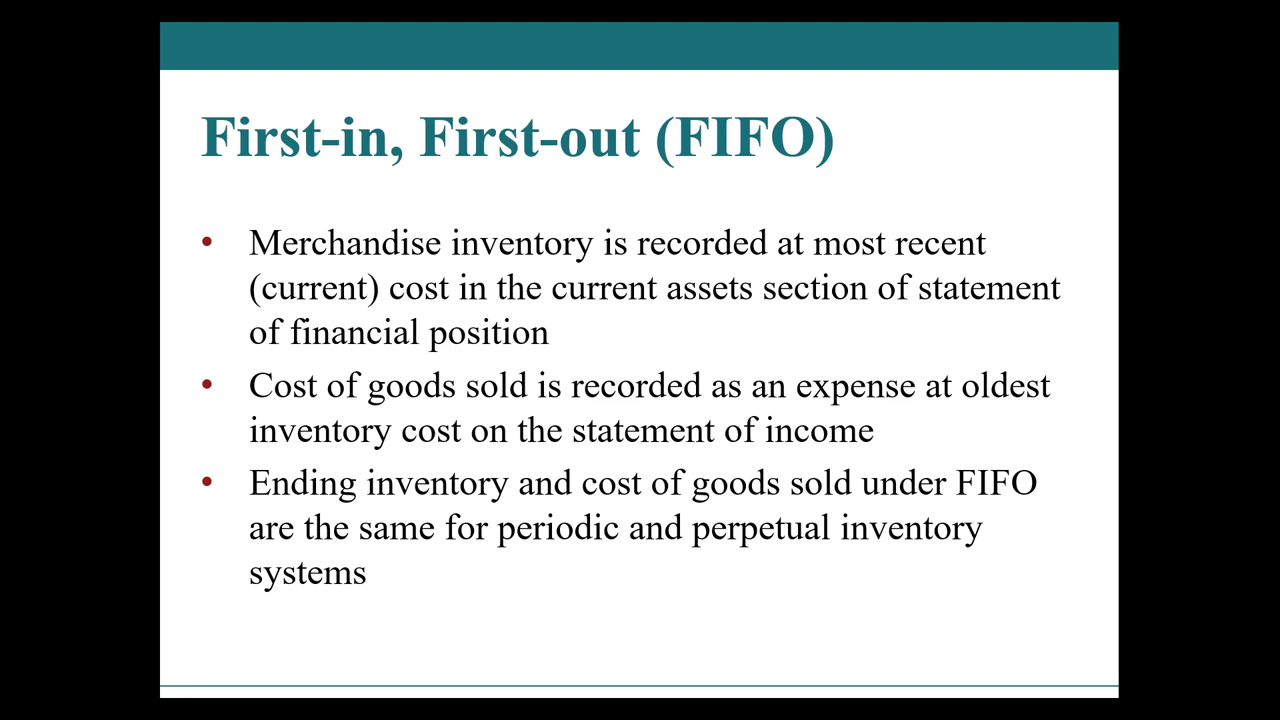 First-in, First-out (FIFO)
• Merchandise inventory is recorded at most recent
(current) cost in the current assets section of statement
of financial position
• Cost of goods sold is recorded as an expense at oldest
inventory cost on the statement of income
• Ending inventory and cost of goods sold under FIFO
are the same for periodic and perpetual inventory
systems